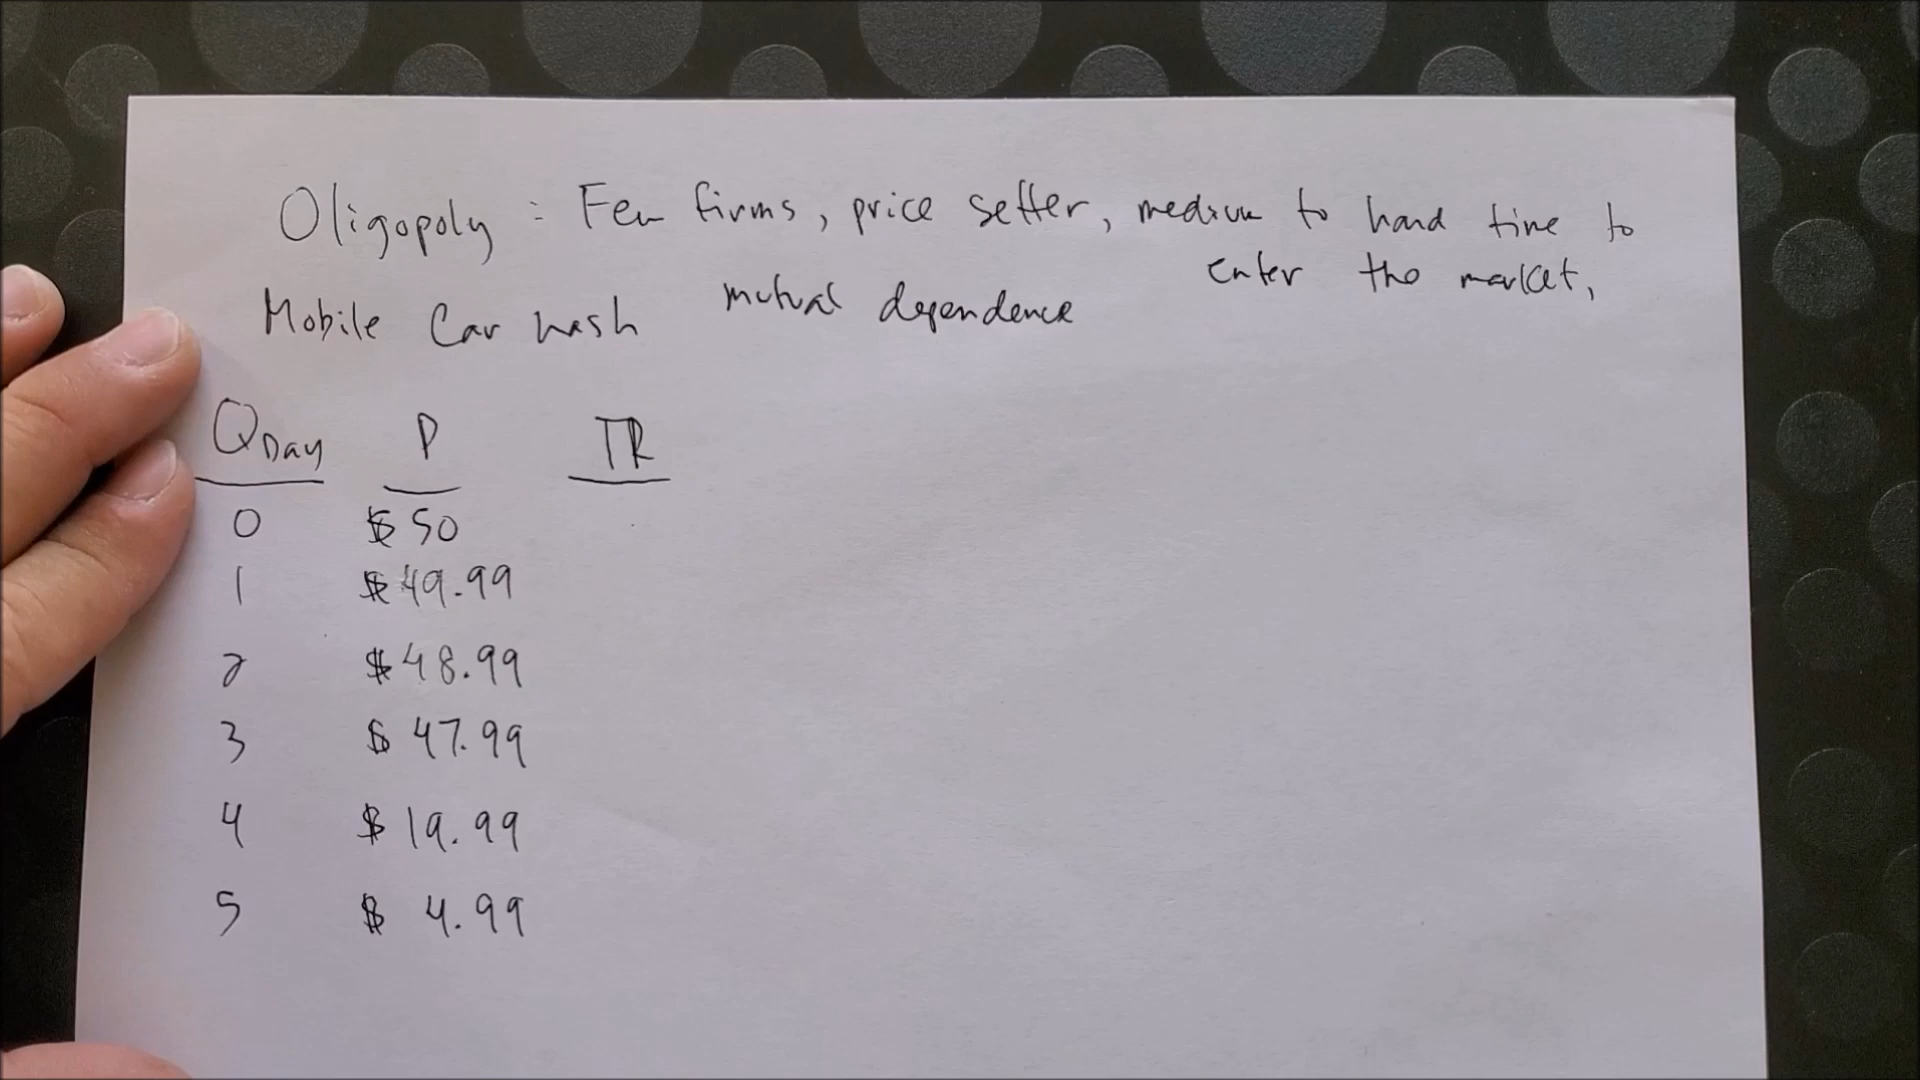 Oligopoly : Few firms, price setter, medium to hard time to
enter the market,
Mobile Car wash mutual dependence
QDay P TR
0 $50
1 $49.99
2 $48.99
3 $47.99
4 $19.99
5 $4.99